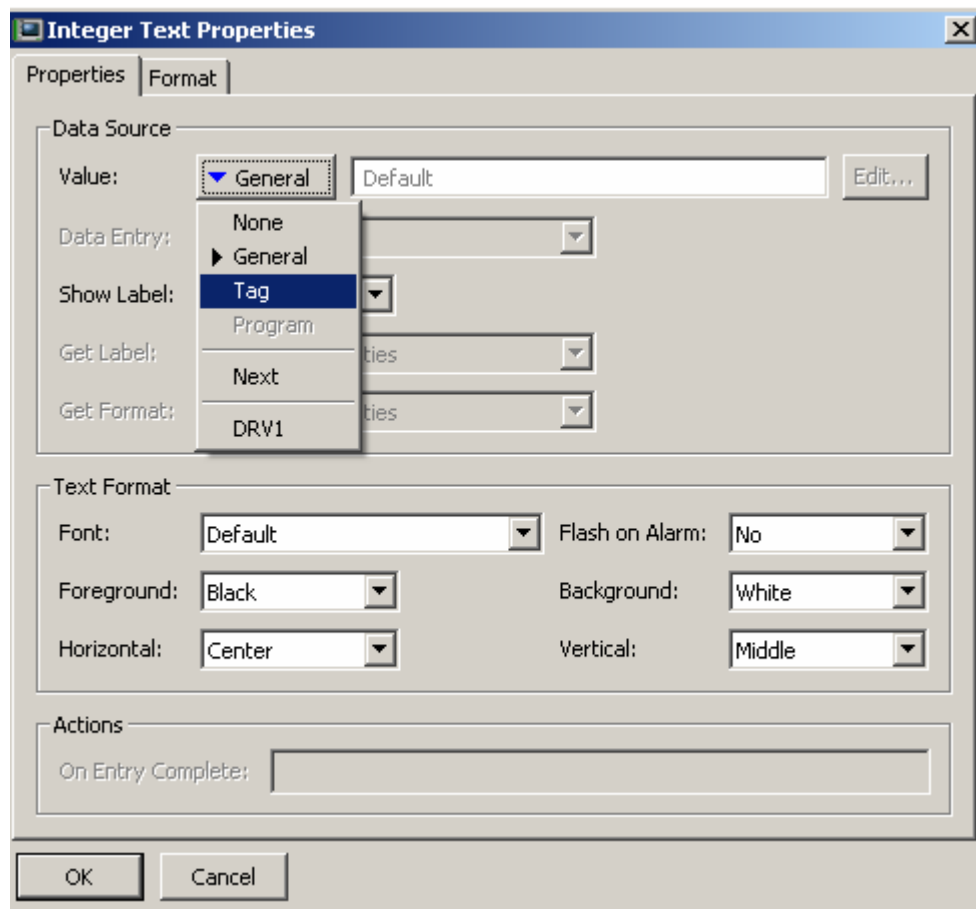 Integer Text Properties
Properties Format
Data Source
Value: General Default Edit...
None
Data Entry:
General
Show Label: Tag
Program
Get Label: ties
Next
Get Format: ties
DRV1
Text Format
Font: Default Flash on Alarm: No
Foreground: Black Background: White
Horizontal: Center Vertical: Middle
Actions
On Entry Complete:
OK Cancel